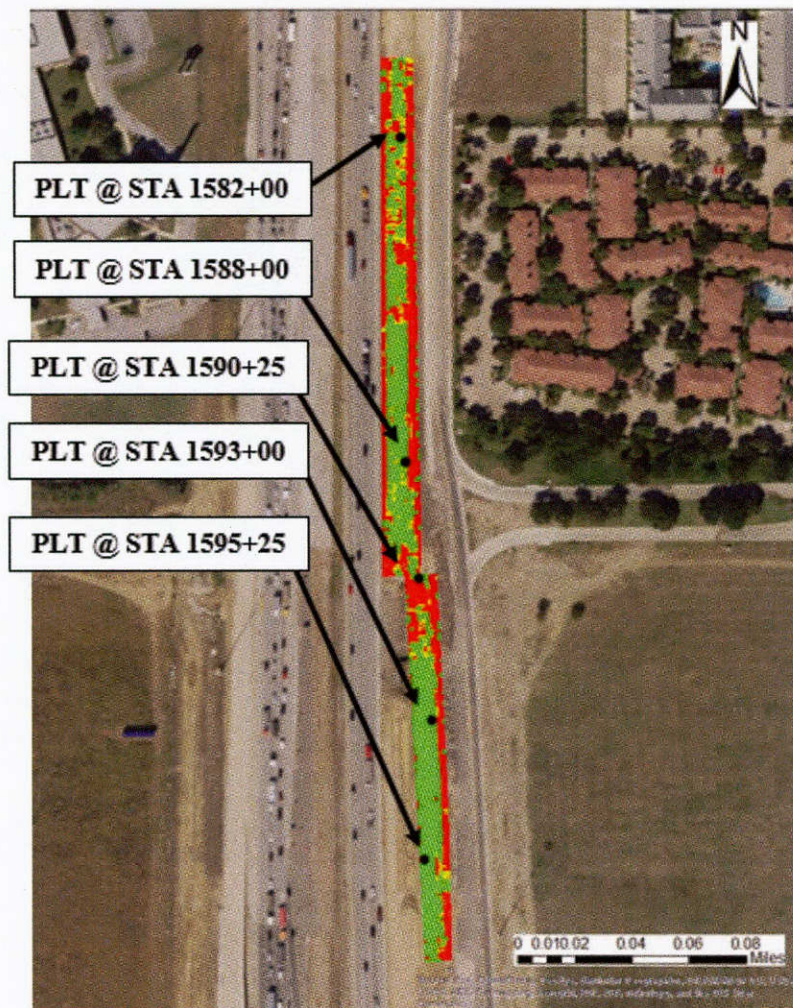 N
PLT @ STA 1582+00
PLT @ STA 1588+00
PLT @ STA 1590+25
PLT @ STA 1593+00
PLT @ STA 1595+25
0 0.010.02 0.04 0.06 0.08
Miles